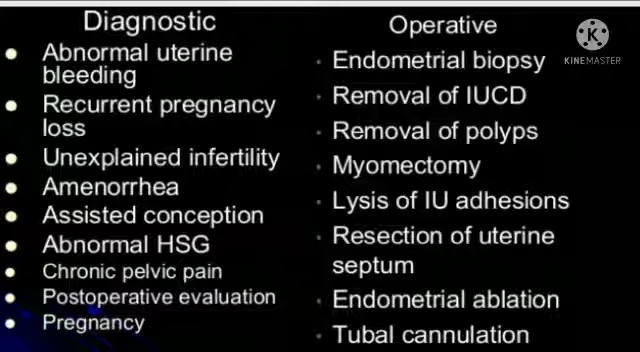 Diagnostic
Abnormal uterine
bleeding
Recurrent pregnancy
loss
Unexplained infertility
Amenorrhea
Assisted conception
Abnormal HSG
Chronic pelvic pain
Postoperative evaluation
Pregnancy
Operative
Endometrial biopsy
Removal of IUCD
Removal of polyps
Myomectomy
Lysis of IU adhesions
Resection of uterine
septum
Endometrial ablation
Tubal cannulation
KINEMASTER